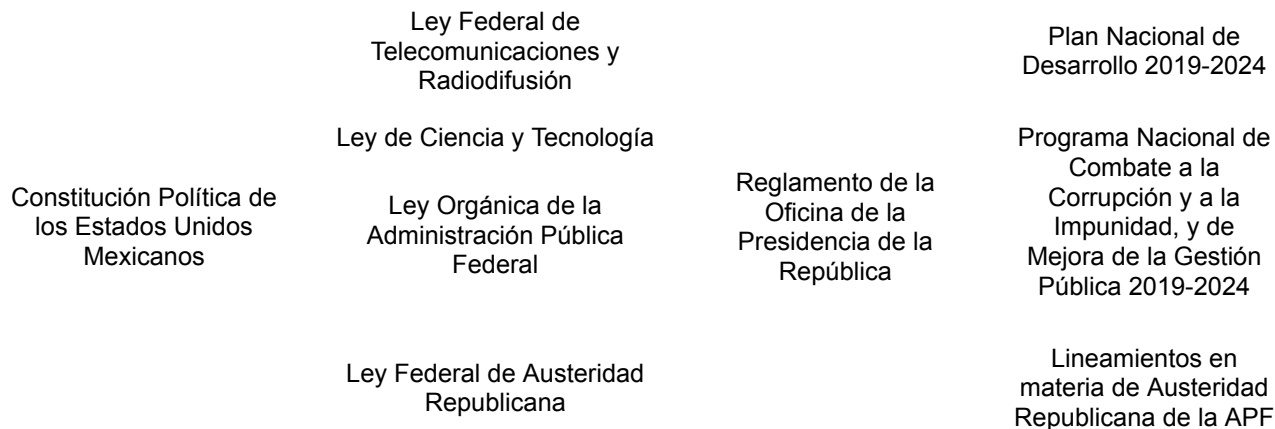 Constitución Política de
los Estados Unidos
Mexicanos
Ley Federal de
Telecomunicaciones y
Radiodifusión
Ley de Ciencia y Tecnología
Ley Orgánica de la
Administración Pública
Federal
Ley Federal de Austeridad
Republicana
Reglamento de la
Oficina de la
Presidencia de la
República
Plan Nacional de
Desarrollo 2019-2024
Programa Nacional de
Combate a la
Corrupción y a la
Impunidad, y de
Mejora de la Gestión
Pública 2019-2024
Lineamientos en
materia de Austeridad
Republicana de la APF